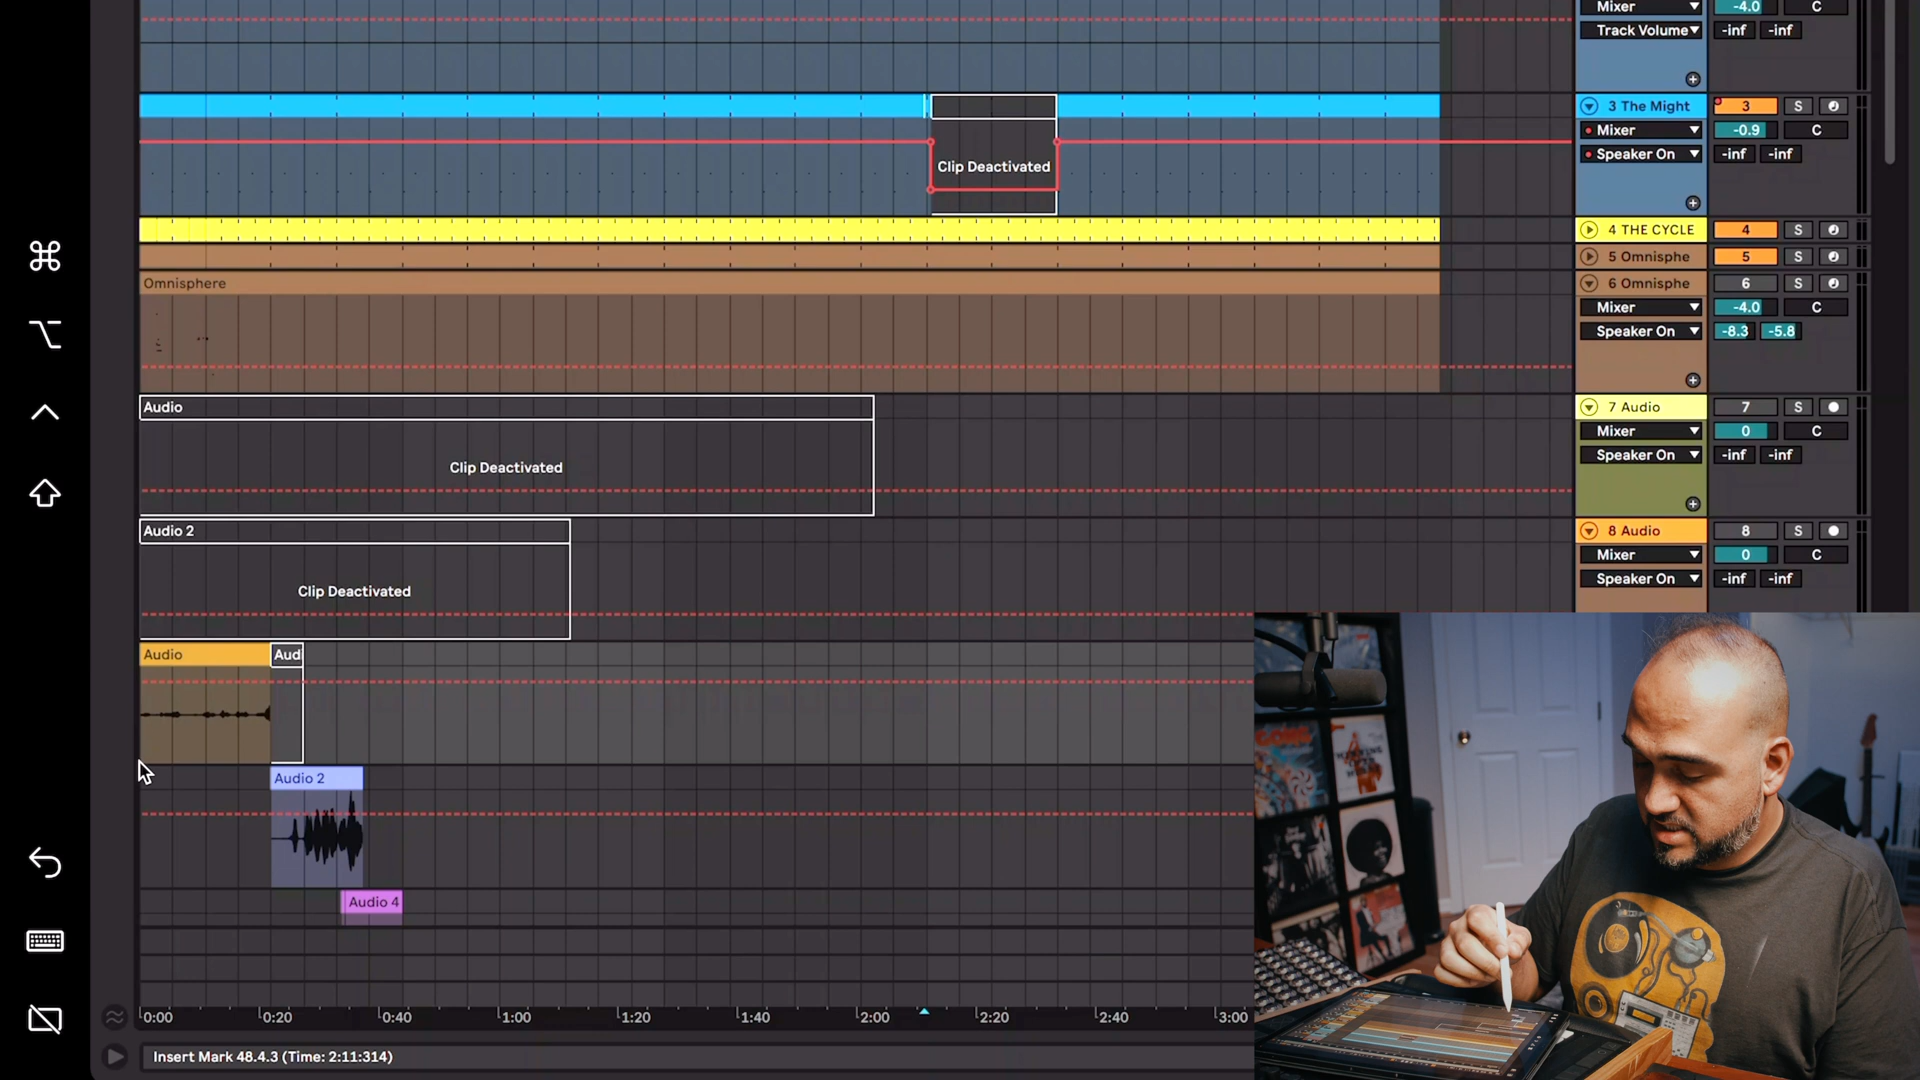 Mixer
-4.0
C
Track Volume
-inf
-inf
3 The Might
3
S
Mixer
-0.9
C
Clip Deactivated
Speaker On
-inf
-inf
4 THE CYCLE
4
S
5 Omnisphe
5
S
Omnisphere
6 Omnisphe
6
S
Mixer
-4.0
C
Speaker On
-8.3
-5.8
Audio
7 Audio
7
S
Mixer
0
C
Speaker On
-inf
-inf
Clip Deactivated
Audio 2
8 Audio
8
S
Mixer
0
C
Speaker On
-inf
-inf
Clip Deactivated
Audio
Aud
Audio 2
Audio 4
0:00
0:20
0:40
1:00
1:20
1:40
2:00
2:20
2:40
3:00
Insert Mark 48.4.3 (Time: 2:11:314)